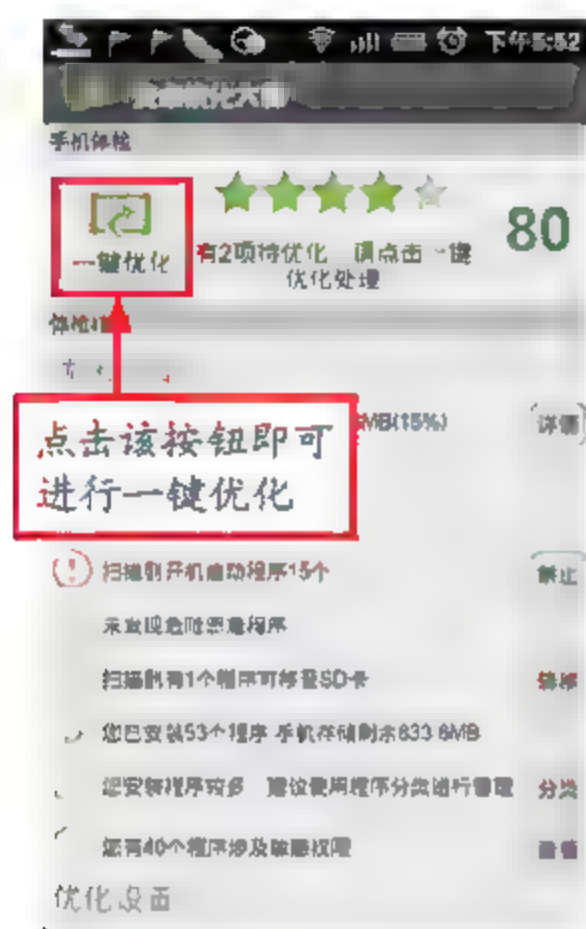 下午5:52
手机体检
一键优化
有2项待优化 请点击一键
优化处理
80
点击该按钮即可
进行一键优化
MB(15%)
详情
扫描到开机自动程序15个
禁止
未发现危险恶意程序
扫描到有1个程序可移至SD卡
您已安装53个程序 手机存储剩余833.6MB
您安装程序较多 建议使用程序分类进行管理
分类
您有40个程序涉及敏感权限
查看
优化桌面